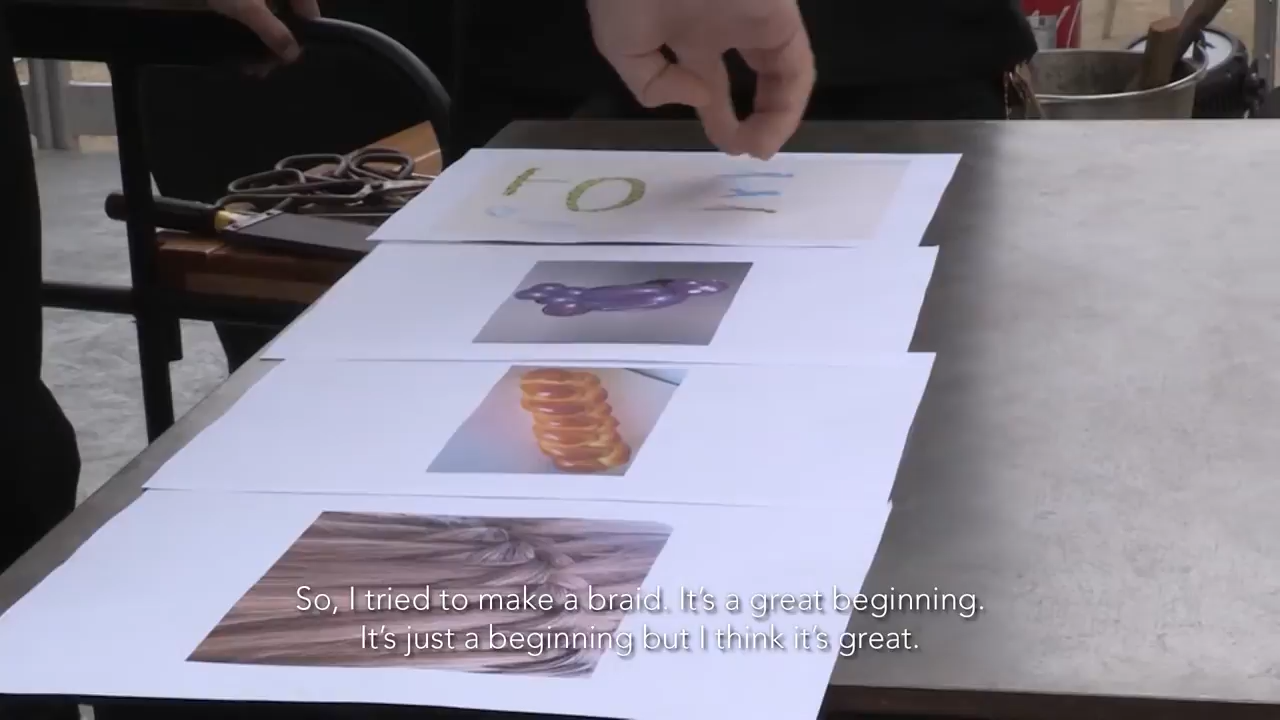 So, I tried to make a braid. It's a great beginning.
It's just a beginning but I think it's great.